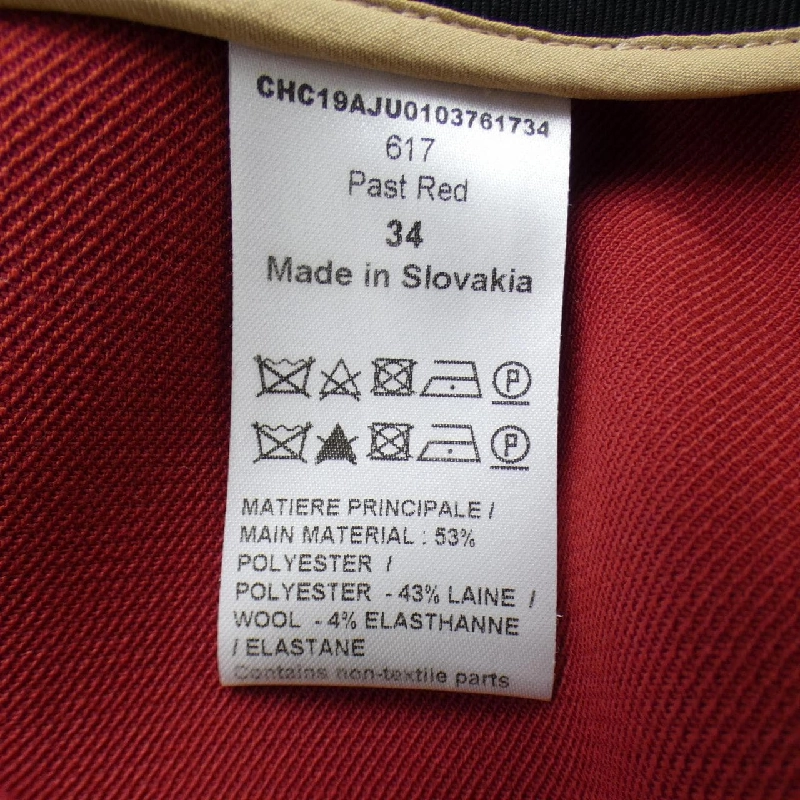 CHC19AJU0103761734
617
Past Red
34
Made in Slovakia
P
P
MATIERE PRINCIPALE /
MAIN MATERIAL : 53%
POLYESTER /
POLYESTER - 43% LAINE /
WOOL - 4% ELASTHANNE
/ ELASTANE
Contains non-textile parts